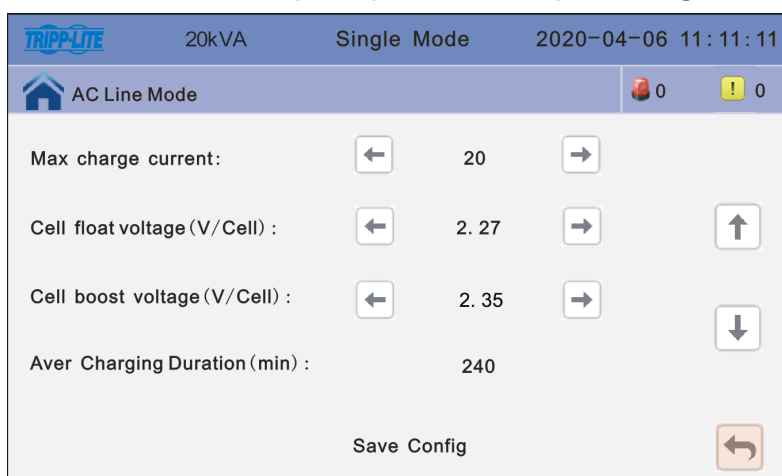 TRIPP·LITE 20kVA Single Mode 2020-04-06 11:11:11
AC Line Mode 0 ! 0
Max charge current: 20
Cell float voltage(V/Cell): 2.27
Cell boost voltage(V/Cell): 2.35
Aver Charging Duration(min): 240
Save Config